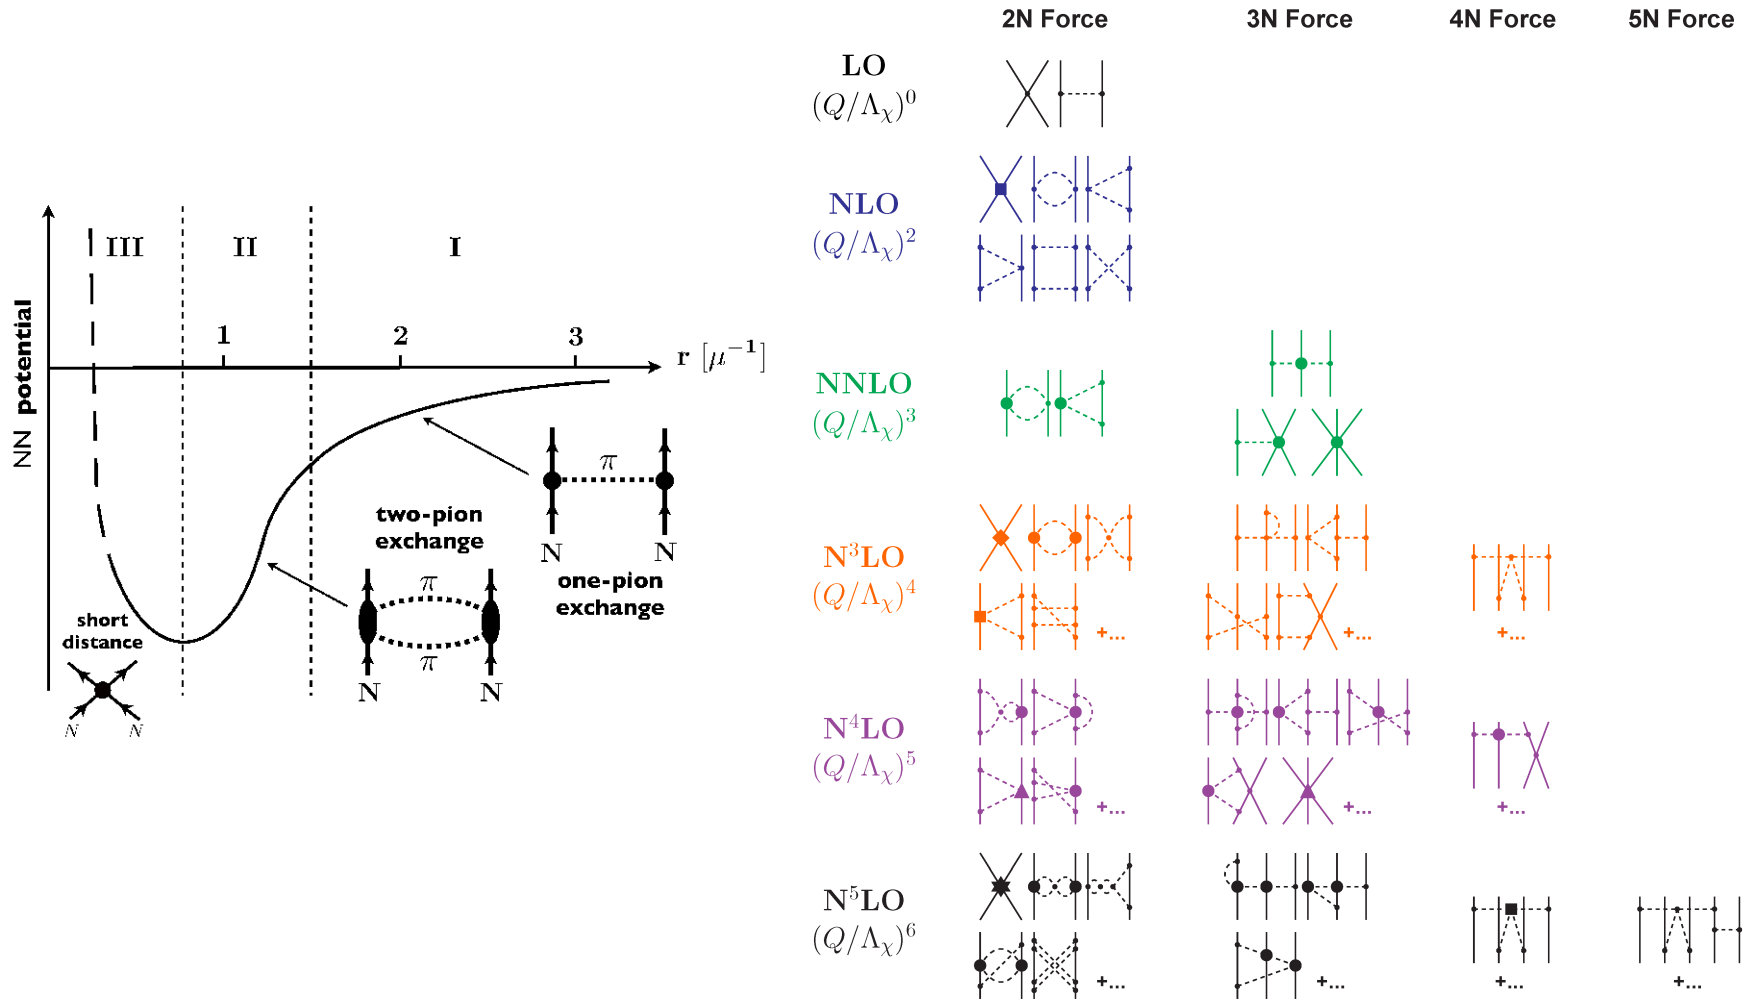 III
II
I
NN potential
1
2
3
r [μ⁻¹]
π
N
N
one-pion
exchange
two-pion
exchange
π
π
N
N
short
distance
N
N
2N Force
3N Force
4N Force
5N Force
LO
(Q/Λχ)⁰
NLO
(Q/Λχ)²
NNLO
(Q/Λχ)³
N³LO
(Q/Λχ)⁴
+...
+...
+...
N⁴LO
(Q/Λχ)⁵
+...
+...
+...
N⁵LO
(Q/Λχ)⁶
+...
+...
+...
+...